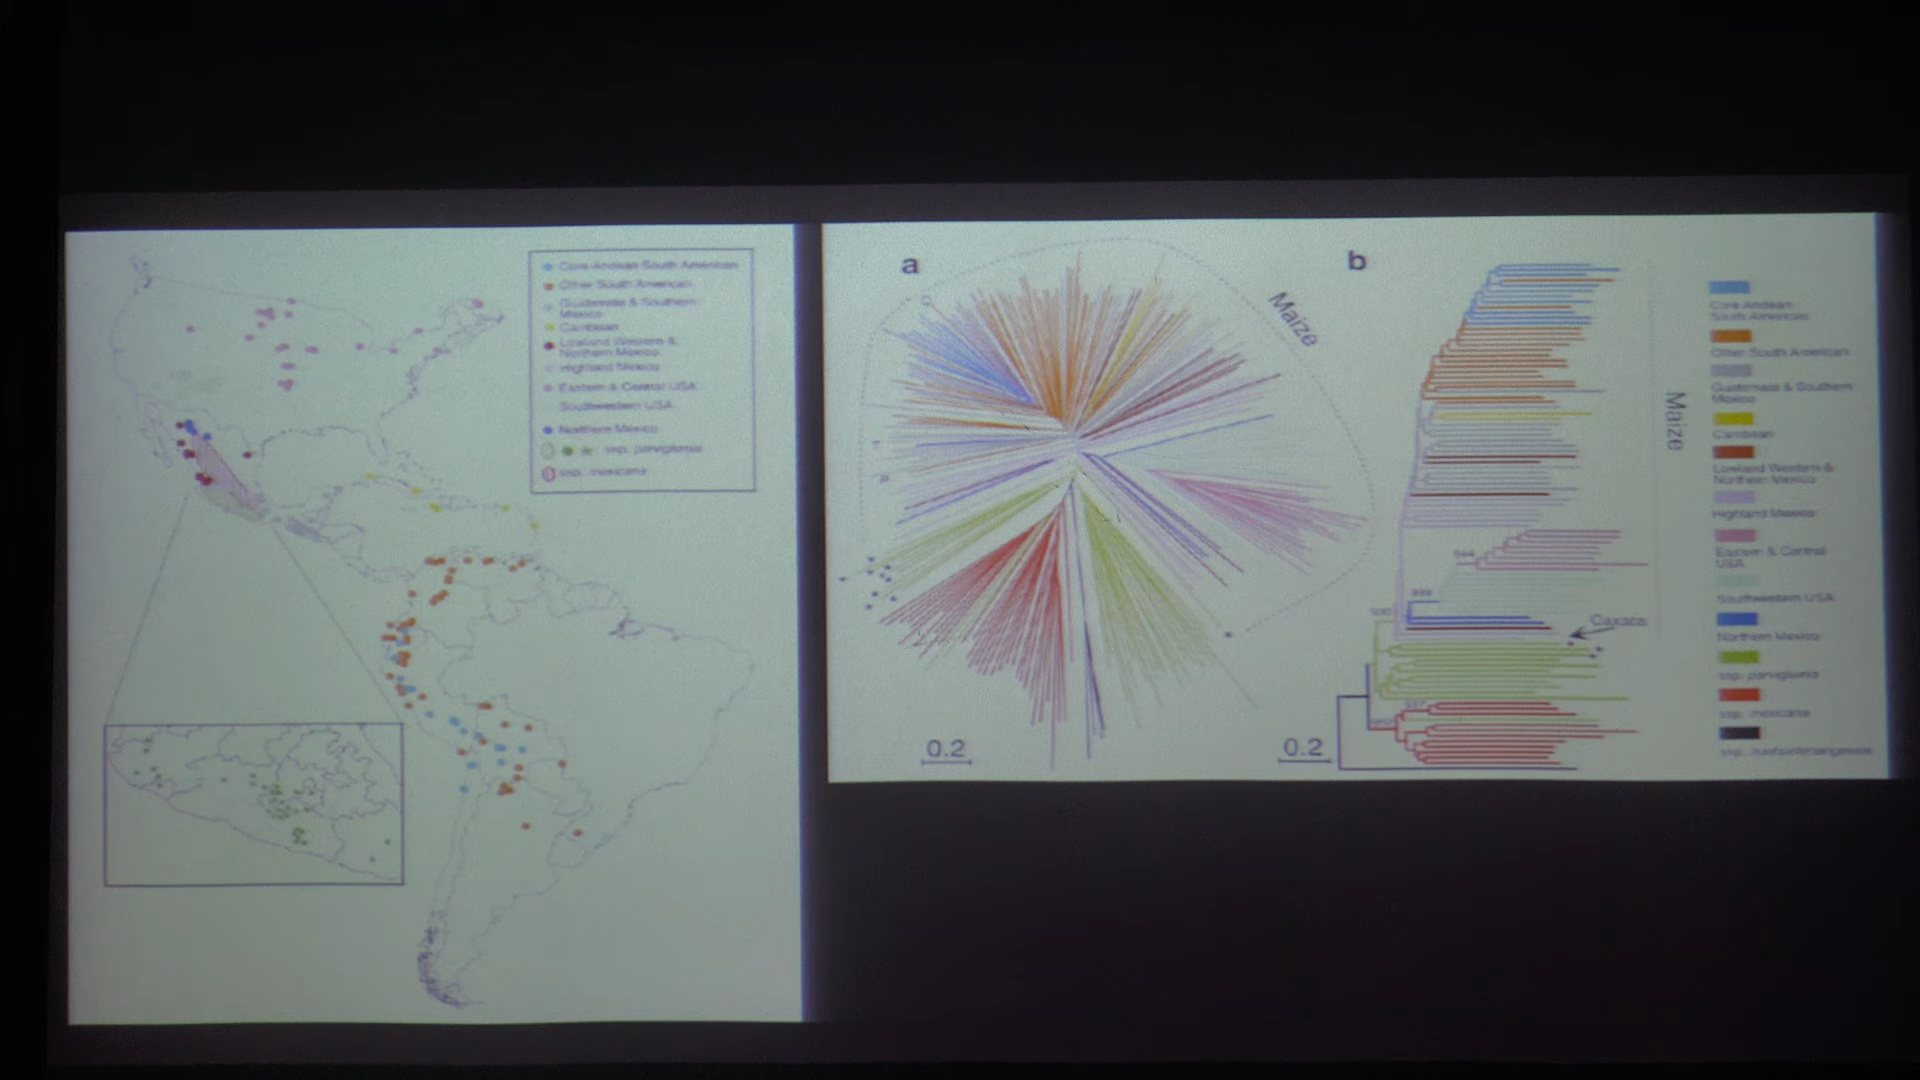 Core Andean South American
Other South American
Guatemala & Southern
Mexico
Caribbean
Lowland Western &
Northern Mexico
Highland Mexico
Eastern & Central USA
Southwestern USA
Northern Mexico
ssp. parviglumis
ssp. mexicana
a
Maize
0.2
b
Maize
Oaxaca
0.2
Core Andean
South American
Other South American
Guatemala & Southern
Mexico
Caribbean
Lowland Western &
Northern Mexico
Highland Mexico
Eastern & Central
USA
Southwestern USA
Northern Mexico
ssp. parviglumis
ssp. mexicana
ssp. huehuetenangensis